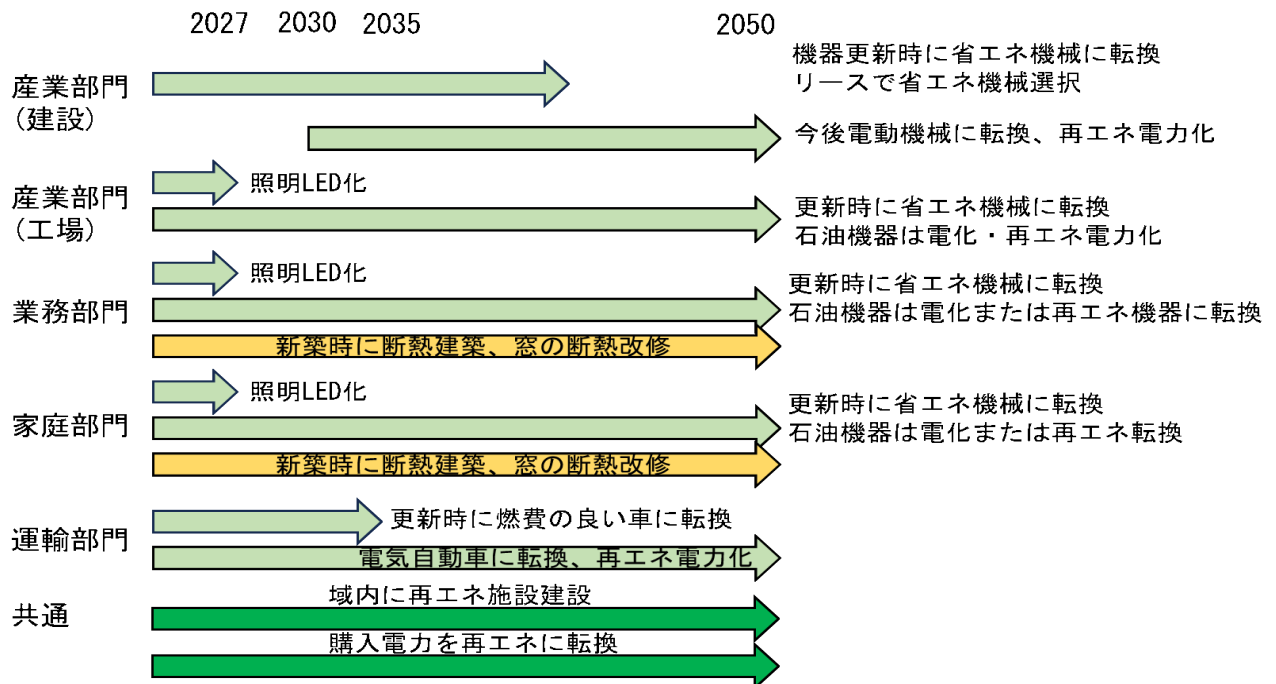 2027 2030 2035 2050
産業部門
(建設)
機器更新時に省エネ機械に転換
リースで省エネ機械選択
今後電動機械に転換、再エネ電力化
産業部門
(工場)
照明LED化
更新時に省エネ機械に転換
石油機器は電化・再エネ電力化
業務部門
照明LED化
更新時に省エネ機械に転換
石油機器は電化または再エネ機器に転換
新築時に断熱建築、窓の断熱改修
家庭部門
照明LED化
更新時に省エネ機械に転換
石油機器は電化または再エネ転換
新築時に断熱建築、窓の断熱改修
運輸部門
更新時に燃費の良い車に転換
電気自動車に転換、再エネ電力化
共通
域内に再エネ施設建設
購入電力を再エネに転換